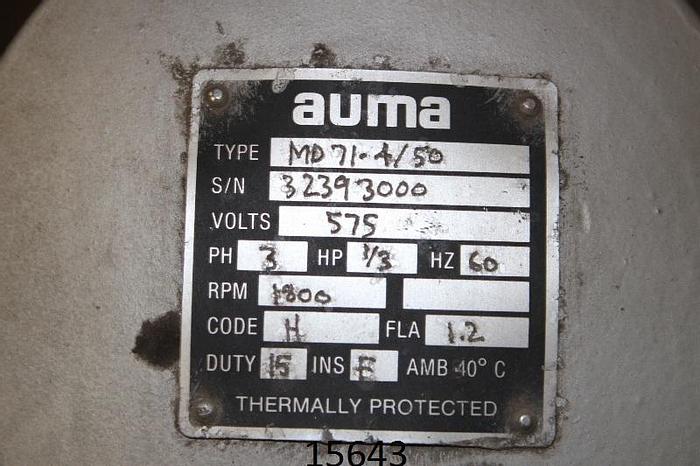 auma
TYPE MD71-4/50
S/N 32393000
VOLTS 575
PH 3 HP 1/3 HZ 60
RPM 1800
CODE H FLA 1.2
DUTY 15 INS F AMB 40° C
THERMALLY PROTECTED
15643